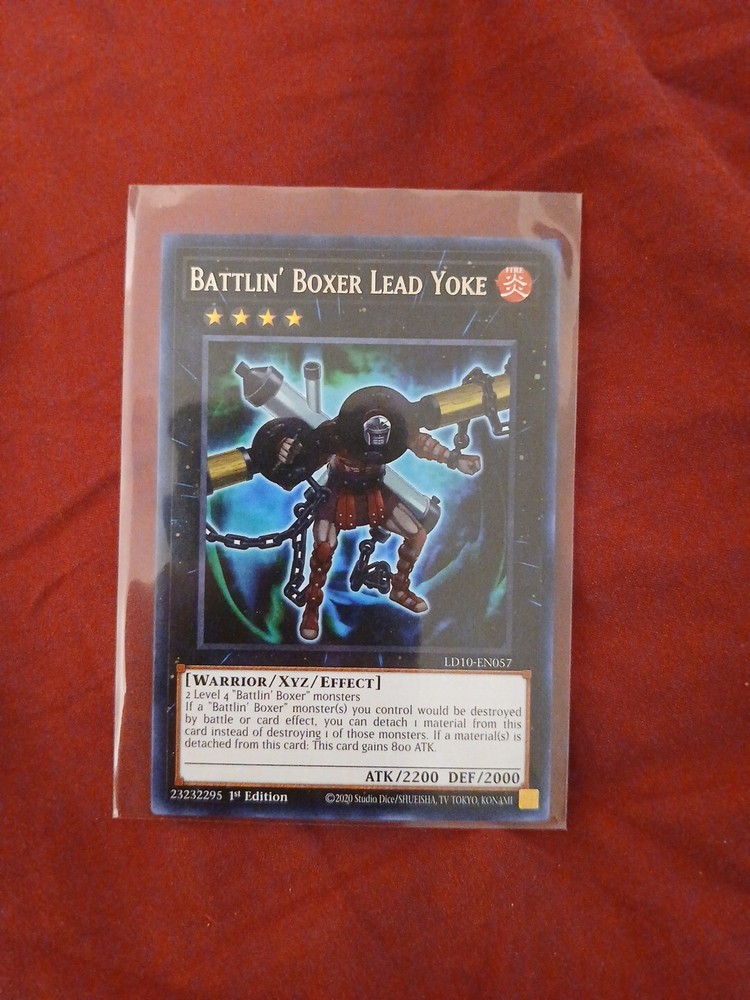 BATTLIN' BOXER LEAD YOKE
FIRE
炎
LD10-EN057
[WARRIOR/XYZ/EFFECT]
2 Level 4 "Battlin' Boxer" monsters
If a "Battlin' Boxer" monster(s) you control would be destroyed
by battle or card effect, you can detach 1 material from this
card instead of destroying 1 of those monsters. If a material(s) is
detached from this card: This card gains 800 ATK.
ATK/2200 DEF/2000
23232295 1st Edition ©2020 Studio Dice/SHUEISHA, TV TOKYO, KONAMI